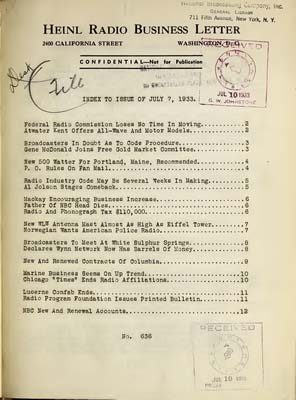 National Broadcasting Company, Inc.
GENERAL LIBRARY
711 Fifth Avenue, New York, N. Y.
HEINL RADIO BUSINESS LETTER
2400 CALIFORNIA STREET WASHINGTON, D. C.
RECEIVED
CONFIDENTIAL—Not for Publication
File
JUL 10 1933
G. W. JOHNSTONE
INDEX TO ISSUE OF JULY 7, 1933.
Federal Radio Commission Loses No Time In Moving.........2
Atwater Kent Offers All-Wave And Motor Models............2
Broadcasters In Doubt As To Code Procedure...............3
Gene McDonald Joins Free Gold Market Committee...........3
New 500 Watter For Portland, Maine, Recommended..........4
P. O. Rules On Fan Mail..................................4
Radio Industry Code May Be Several Weeks In Making.......5
Al Jolson Stages Comeback................................5
Mackay Encouraging Business Increase.....................6
Father Of NBC Head Dies..................................6
Radio And Phonograph Tax $110,000........................6
New WLW Antenna Mast Almost As High As Eiffel Tower......7
Norwegian Wants American Police Radio....................7
Broadcasters To Meet At White Sulphur Springs............8
Declares Wynn Network Now Has Barrels Of Money...........8
New And Renewed Contracts Of Columbia....................9
Marine Business Seems On Up Trend.......................10
Chicago "Times" Ends Radio Affiliations.................10
Lucerne Confab Ends.....................................11
Radio Program Foundation Issues Printed Bulletin........11
NBC New And Renewal Accounts............................12
No. 636
RECEIVED
JUL 10 1933